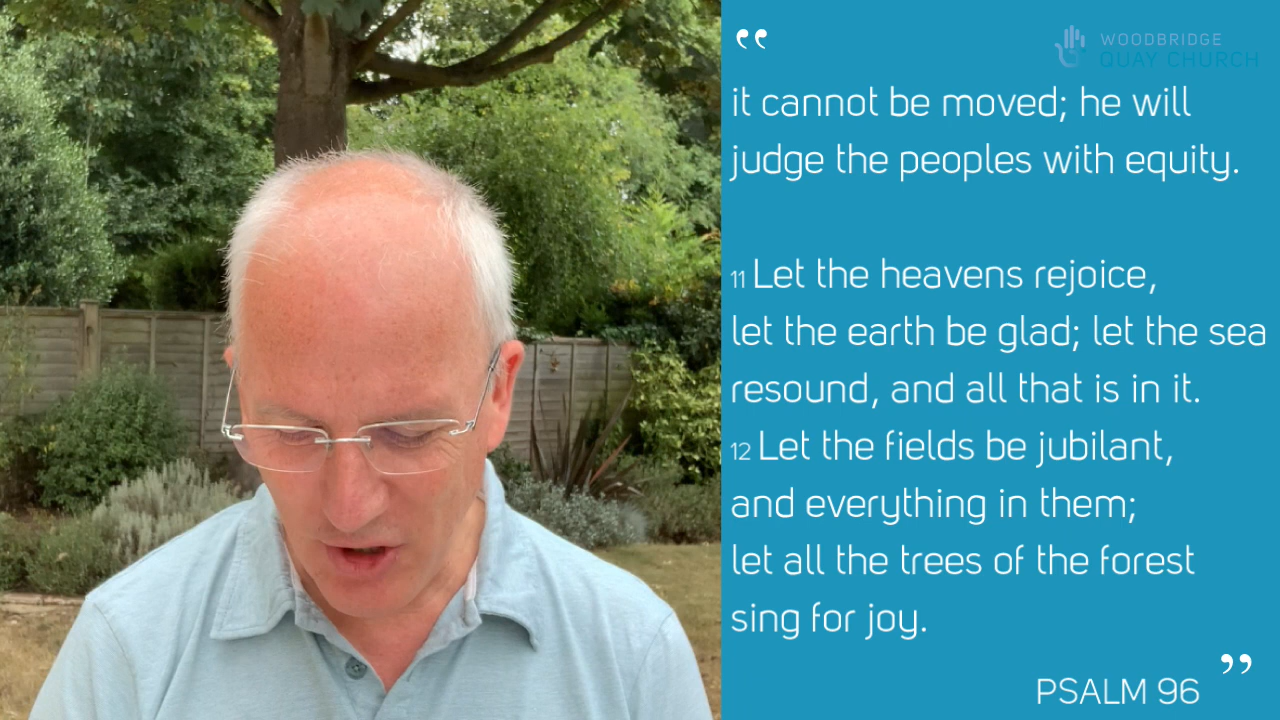 “
WOODBRIDGE
QUAY CHURCH
it cannot be moved; he will
judge the peoples with equity.
11 Let the heavens rejoice,
let the earth be glad; let the sea
resound, and all that is in it.
12 Let the fields be jubilant,
and everything in them;
let all the trees of the forest
sing for joy.
”
PSALM 96